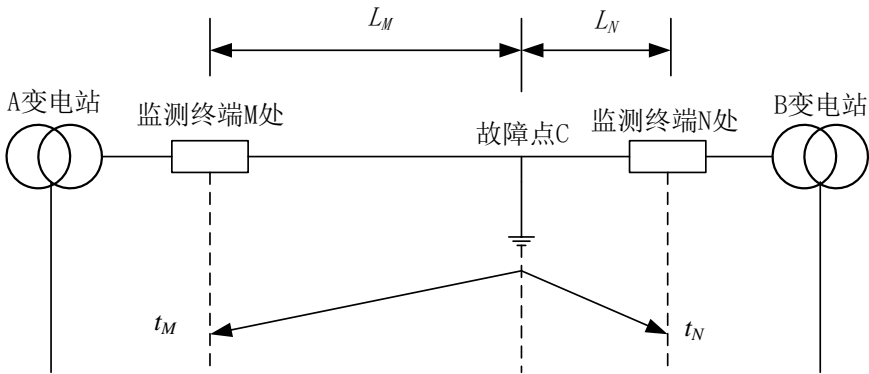 L_M
L_N
A变电站
监测终端M处
故障点C
监测终端N处
B变电站
t_M
t_N